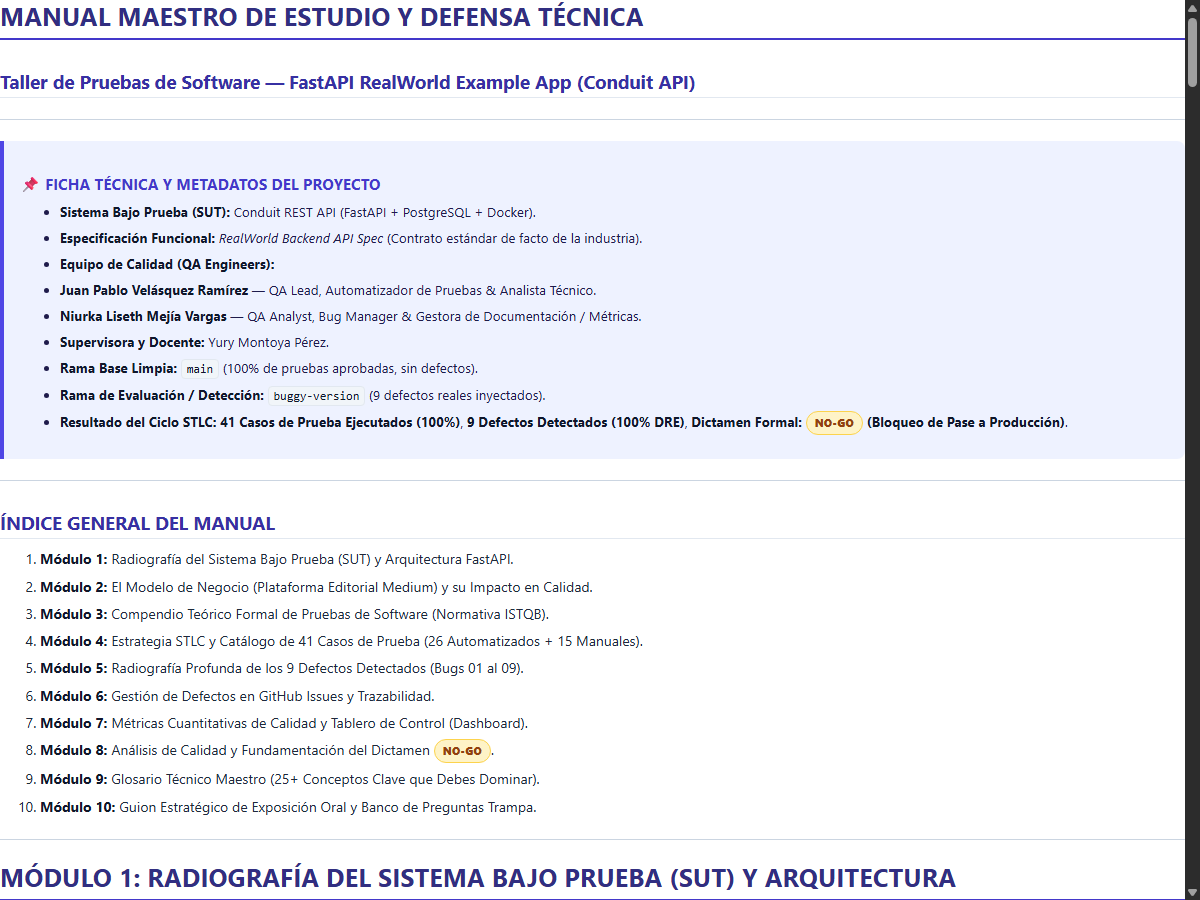 MANUAL MAESTRO DE ESTUDIO Y DEFENSA TÉCNICA
Taller de Pruebas de Software — FastAPI RealWorld Example App (Conduit API)
📌 FICHA TÉCNICA Y METADATOS DEL PROYECTO
• Sistema Bajo Prueba (SUT): Conduit REST API (FastAPI + PostgreSQL + Docker).
• Especificación Funcional: RealWorld Backend API Spec (Contrato estándar de facto de la industria).
• Equipo de Calidad (QA Engineers):
• Juan Pablo Velásquez Ramírez — QA Lead, Automatizador de Pruebas & Analista Técnico.
• Niurka Liseth Mejía Vargas — QA Analyst, Bug Manager & Gestora de Documentación / Métricas.
• Supervisora y Docente: Yury Montoya Pérez.
• Rama Base Limpia: main (100% de pruebas aprobadas, sin defectos).
• Rama de Evaluación / Detección: buggy-version (9 defectos reales inyectados).
• Resultado del Ciclo STLC: 41 Casos de Prueba Ejecutados (100%), 9 Defectos Detectados (100% DRE), Dictamen Formal: NO-GO (Bloqueo de Pase a Producción).
ÍNDICE GENERAL DEL MANUAL
1. Módulo 1: Radiografía del Sistema Bajo Prueba (SUT) y Arquitectura FastAPI.
2. Módulo 2: El Modelo de Negocio (Plataforma Editorial Medium) y su Impacto en Calidad.
3. Módulo 3: Compendio Teórico Formal de Pruebas de Software (Normativa ISTQB).
4. Módulo 4: Estrategia STLC y Catálogo de 41 Casos de Prueba (26 Automatizados + 15 Manuales).
5. Módulo 5: Radiografía Profunda de los 9 Defectos Detectados (Bugs 01 al 09).
6. Módulo 6: Gestión de Defectos en GitHub Issues y Trazabilidad.
7. Módulo 7: Métricas Cuantitativas de Calidad y Tablero de Control (Dashboard).
8. Módulo 8: Análisis de Calidad y Fundamentación del Dictamen NO-GO.
9. Módulo 9: Glosario Técnico Maestro (25+ Conceptos Clave que Debes Dominar).
10. Módulo 10: Guion Estratégico de Exposición Oral y Banco de Preguntas Trampa.
MÓDULO 1: RADIOGRAFÍA DEL SISTEMA BAJO PRUEBA (SUT) Y ARQUITECTURA